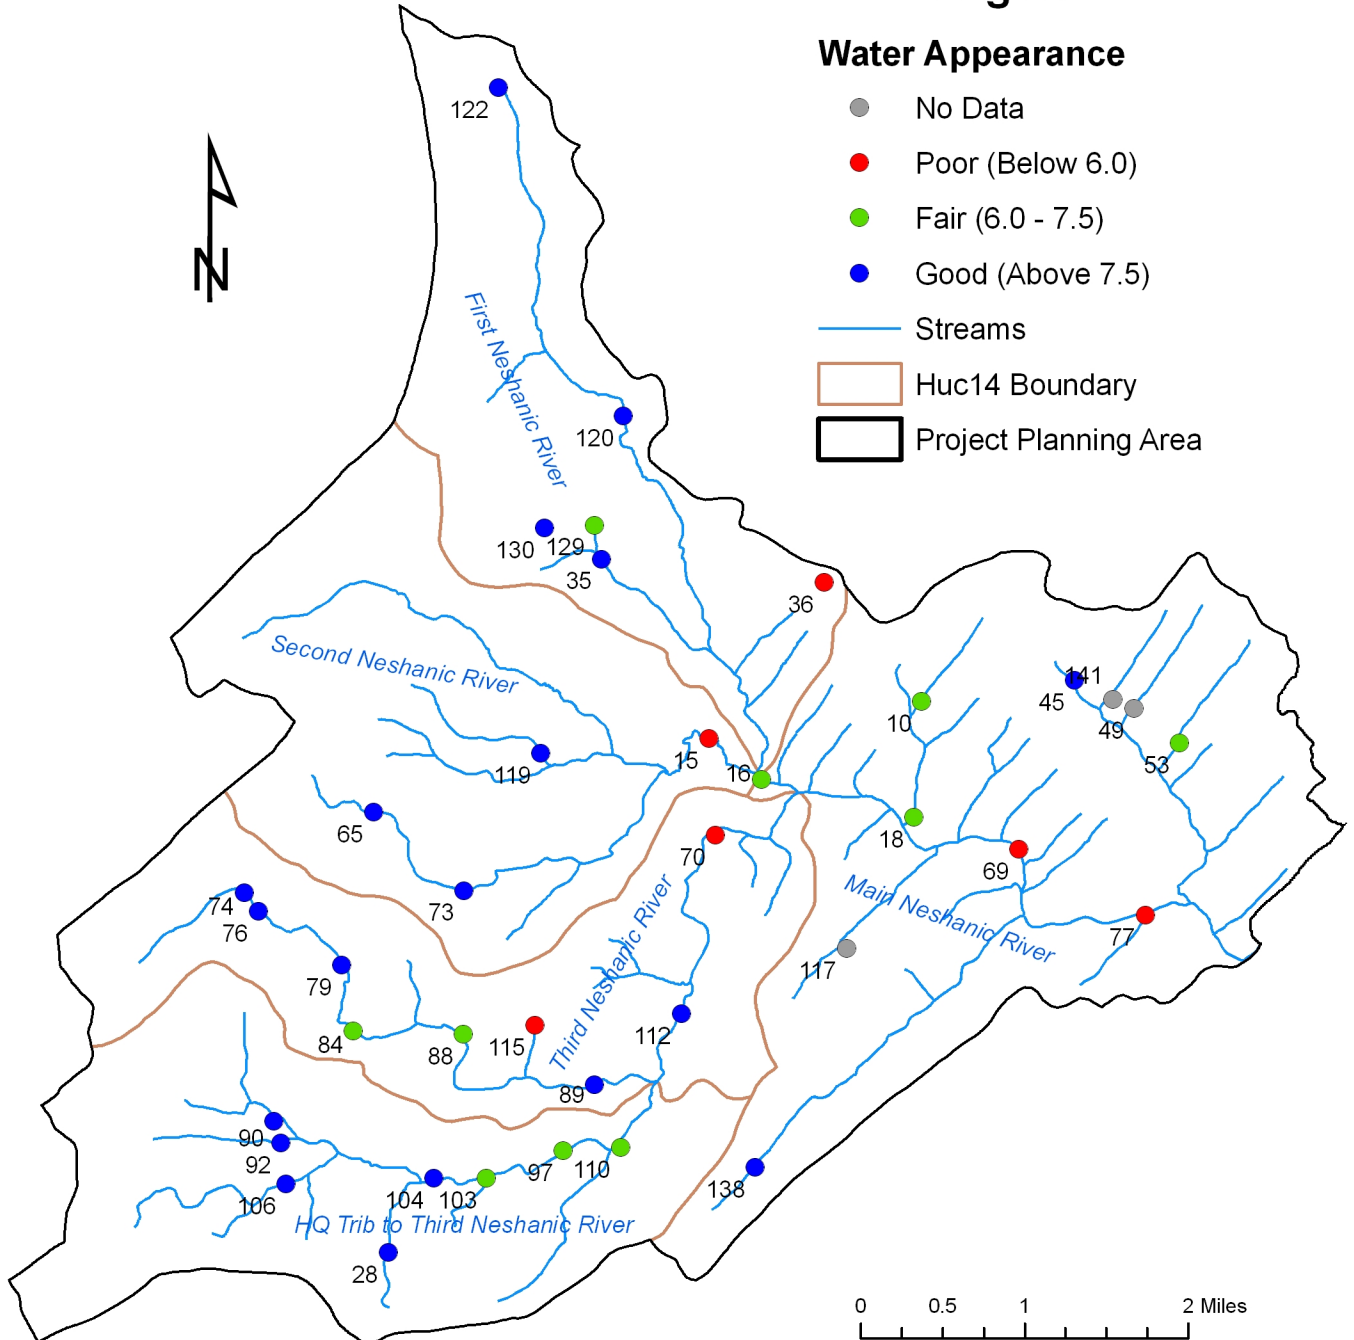 Water Appearance
No Data
Poor (Below 6.0)
Fair (6.0 - 7.5)
Good (Above 7.5)
Streams
Huc14 Boundary
Project Planning Area
N
122
First Neshanic River
120
130
129
35
36
Second Neshanic River
141
45
10
49
15
16
53
119
65
18
70
69
73
Main Neshanic River
74
76
77
117
79
Third Neshanic River
84
88
115
112
89
90
92
97
110
104
103
138
106
HQ Trib to Third Neshanic River
28
0 0.5 1 2 Miles